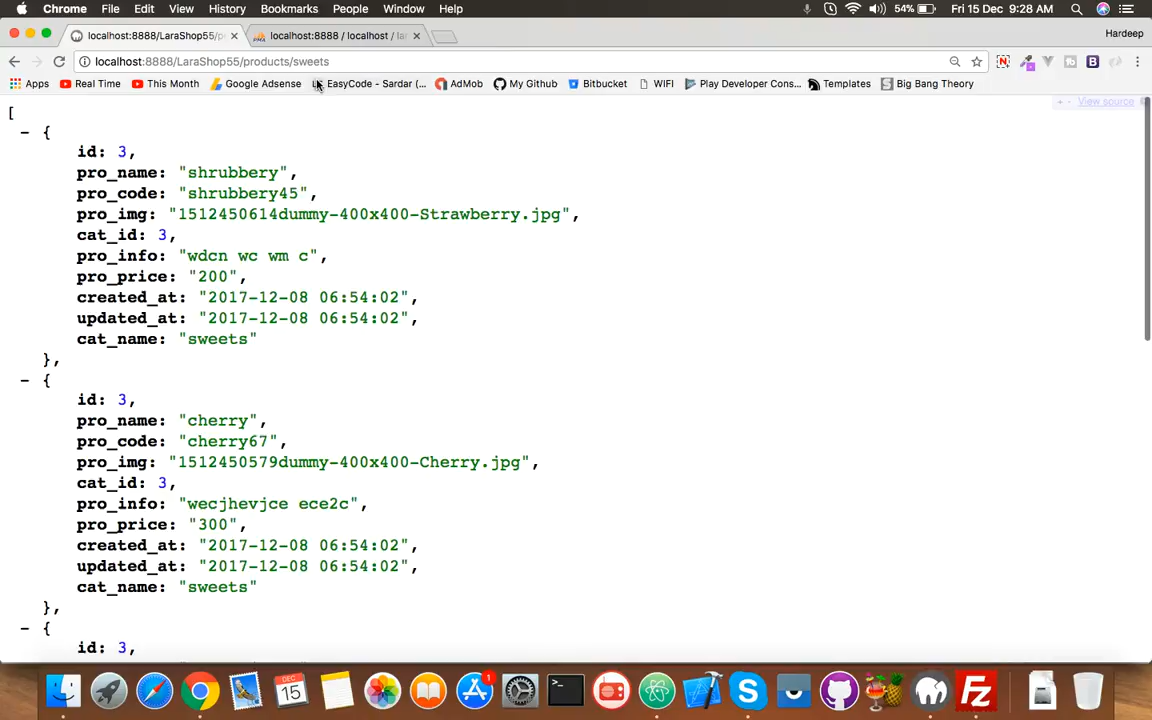 Chrome File Edit View History Bookmarks People Window Help 54% Fri 15 Dec 9:28 AM
localhost:8888/LaraShop55/p localhost:8888 / localhost / la Hardeep
localhost:8888/LaraShop55/products/sweets
Apps Real Time This Month Google Adsense EasyCode - Sardar (... AdMob My Github Bitbucket WIFI Play Developer Cons... Templates Big Bang Theory
+ - View source
[
- {
id: 3,
pro_name: "shrubbery",
pro_code: "shrubbery45",
pro_img: "1512450614dummy-400x400-Strawberry.jpg",
cat_id: 3,
pro_info: "wdcn wc wm c",
pro_price: "200",
created_at: "2017-12-08 06:54:02",
updated_at: "2017-12-08 06:54:02",
cat_name: "sweets"
},
- {
id: 3,
pro_name: "cherry",
pro_code: "cherry67",
pro_img: "1512450579dummy-400x400-Cherry.jpg",
cat_id: 3,
pro_info: "wecjhevjce ece2c",
pro_price: "300",
created_at: "2017-12-08 06:54:02",
updated_at: "2017-12-08 06:54:02",
cat_name: "sweets"
},
- {
id: 3,
DEC
15
1